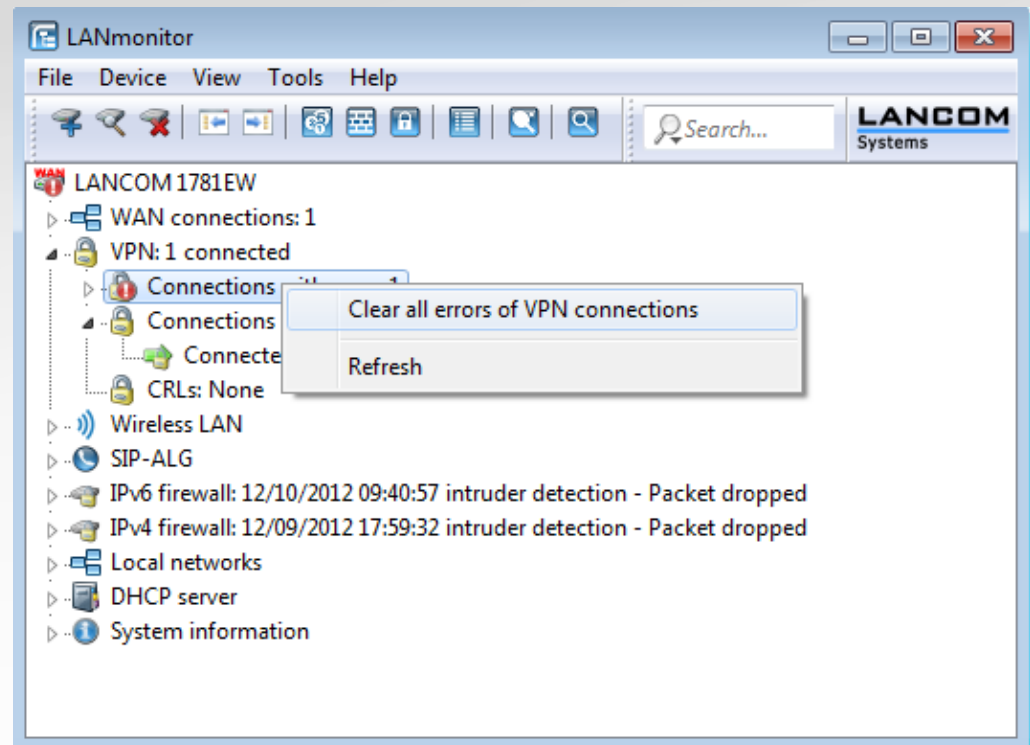 LANmonitor
File Device View Tools Help
Search...
LANCOM
Systems
WAN
LANCOM 1781EW
WAN connections: 1
VPN: 1 connected
Connections 1
Clear all errors of VPN connections
Connections
Connecte
Refresh
CRLs: None
Wireless LAN
SIP-ALG
IPv6 firewall: 12/10/2012 09:40:57 intruder detection - Packet dropped
IPv4 firewall: 12/09/2012 17:59:32 intruder detection - Packet dropped
Local networks
DHCP server
System information